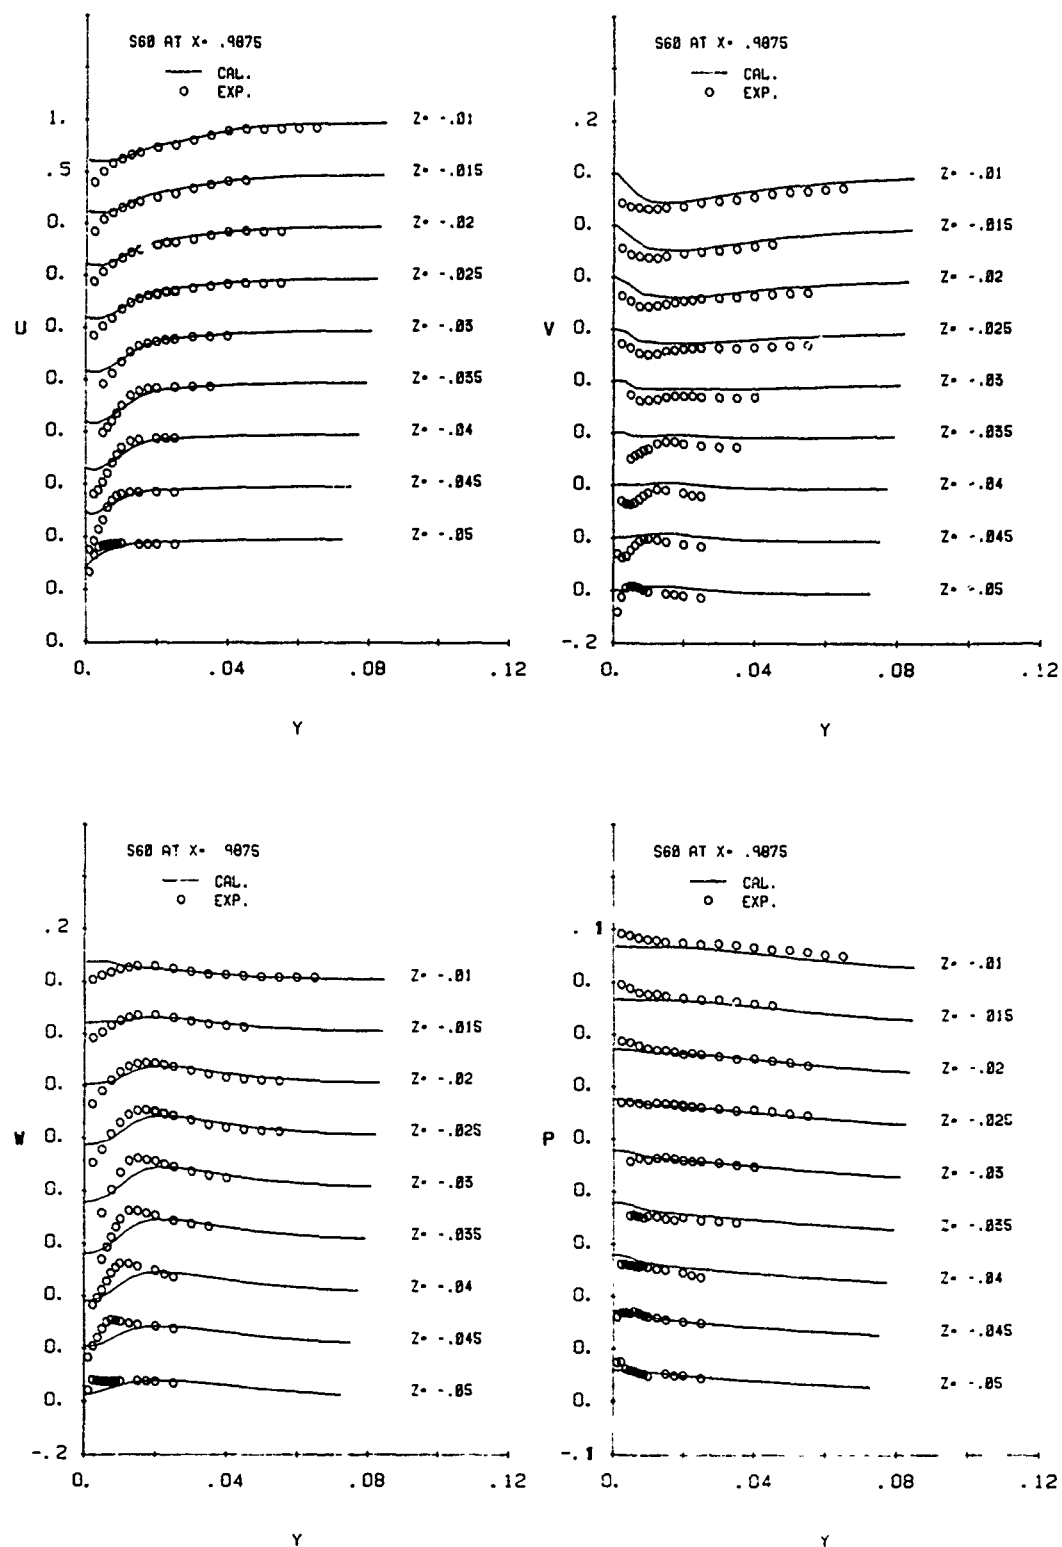 S60 AT X= .9875
CAL.
EXP.
1.
.5
0.
0.
0.
0.
0.
0.
0.
0.
0.
U
Z= -.01
Z= -.015
Z= -.02
Z= -.025
Z= -.03
Z= -.035
Z= -.04
Z= -.045
Z= -.05
0.
.04
.08
.12
Y
S60 AT X= .9875
CAL.
EXP.
.2
0.
0.
0.
0.
0.
0.
0.
0.
0.
-.2
V
Z= -.01
Z= -.015
Z= -.02
Z= -.025
Z= -.03
Z= -.035
Z= -.04
Z= -.045
Z= -.05
0.
.04
.08
.12
Y
S60 AT X= 9875
CAL.
EXP.
.2
0.
0.
0.
0.
0.
0.
0.
0.
0.
-.2
W
Z= -.01
Z= -.015
Z= -.02
Z= -.025
Z= -.03
Z= -.035
Z= -.04
Z= -.045
Z= -.05
0.
.04
.08
.12
Y
S60 AT X= .9875
CAL.
EXP.
.1
0.
0.
0.
0.
0.
0.
0.
0.
0.
-.1
P
Z= -.01
Z= - 015
Z= -.02
Z= -.025
Z= -.03
Z= -.035
Z= -.04
Z= -.045
Z= -.05
0.
.04
.08
.12
Y